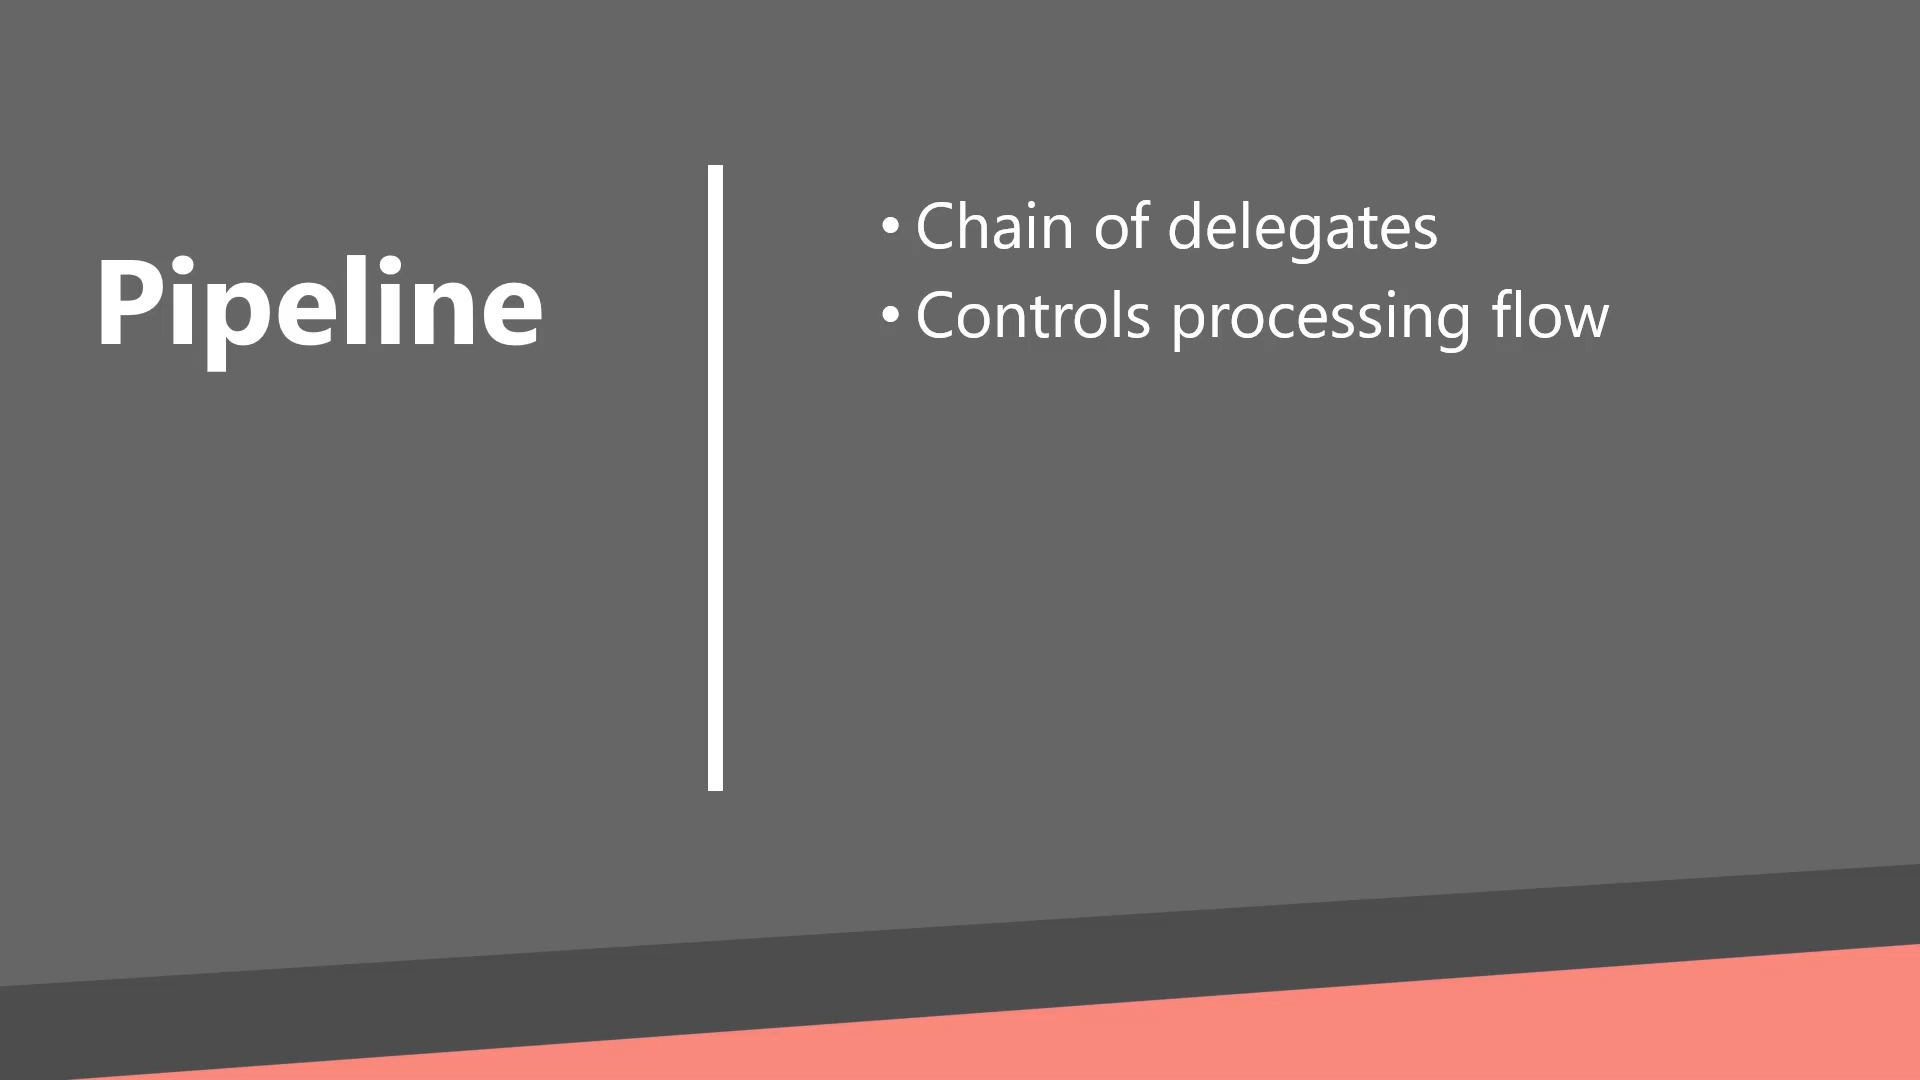 Pipeline
• Chain of delegates
• Controls processing flow